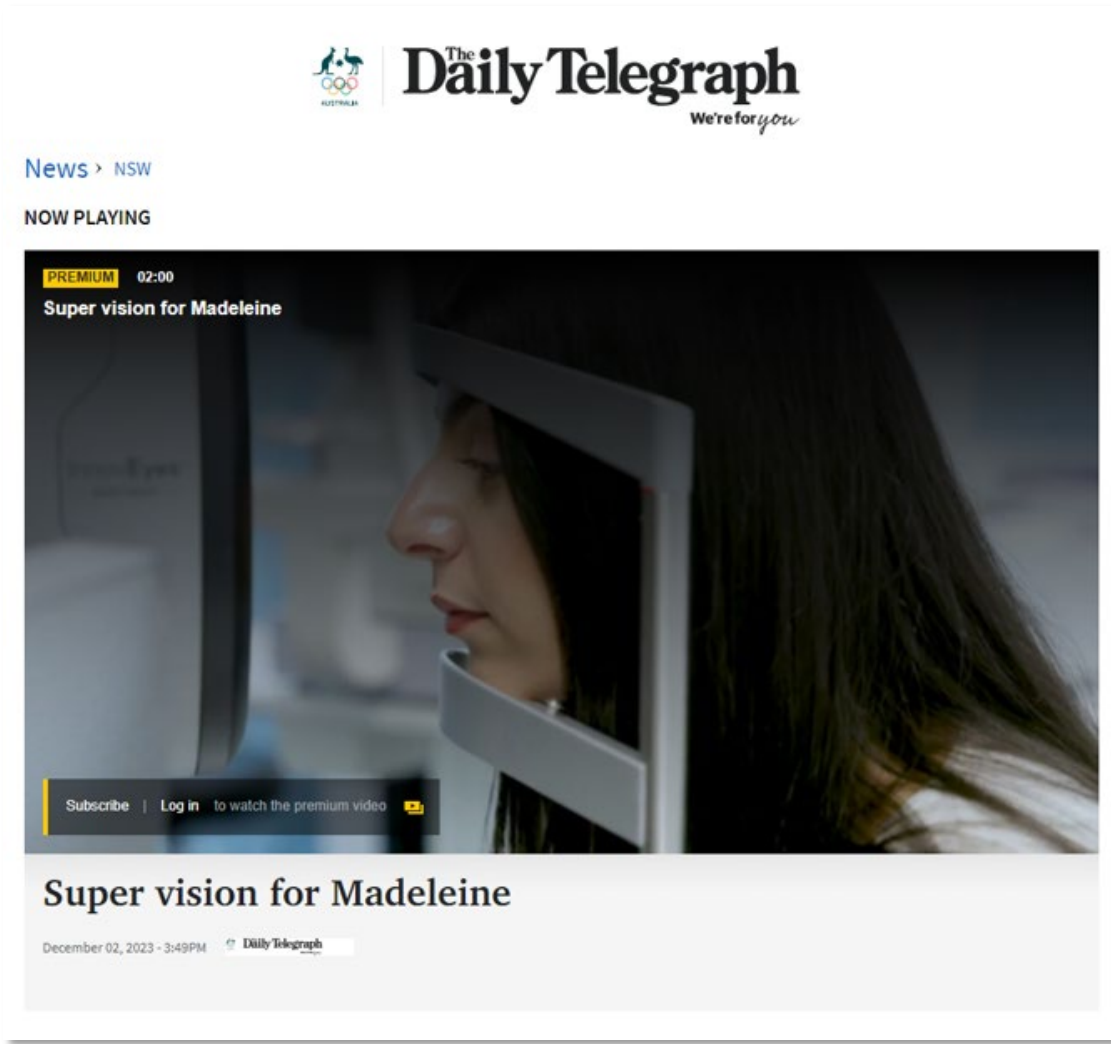 AUSTRALIA
The Daily Telegraph
We're for you
News › NSW
NOW PLAYING
PREMIUM 02:00
Super vision for Madeleine
Subscribe | Log in to watch the premium video
Super vision for Madeleine
December 02, 2023 - 3:49PM The Daily Telegraph